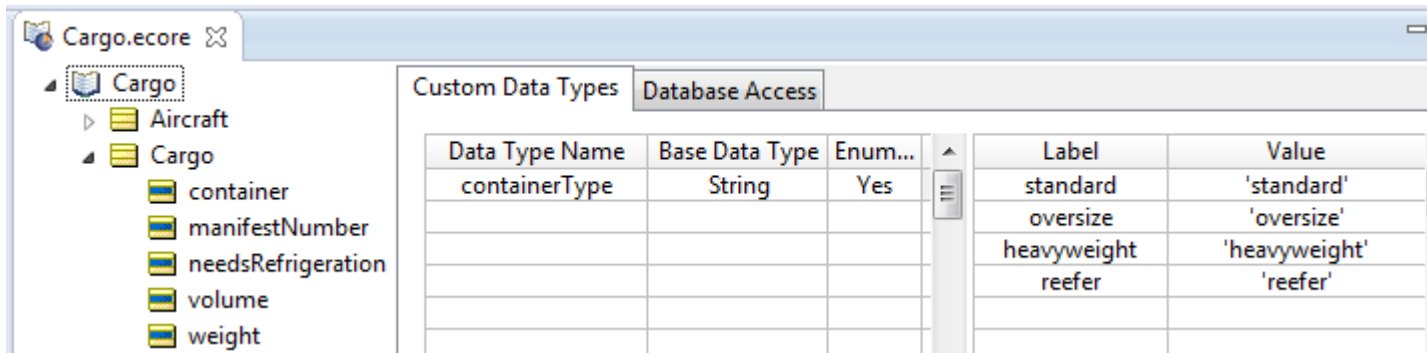 Cargo.ecore
Cargo
Aircraft
Cargo
container
manifestNumber
needsRefrigeration
volume
weight
Custom Data Types Database Access
Data Type Name Base Data Type Enum... Label Value
containerType String Yes standard 'standard'
oversize 'oversize'
heavyweight 'heavyweight'
reefer 'reefer'